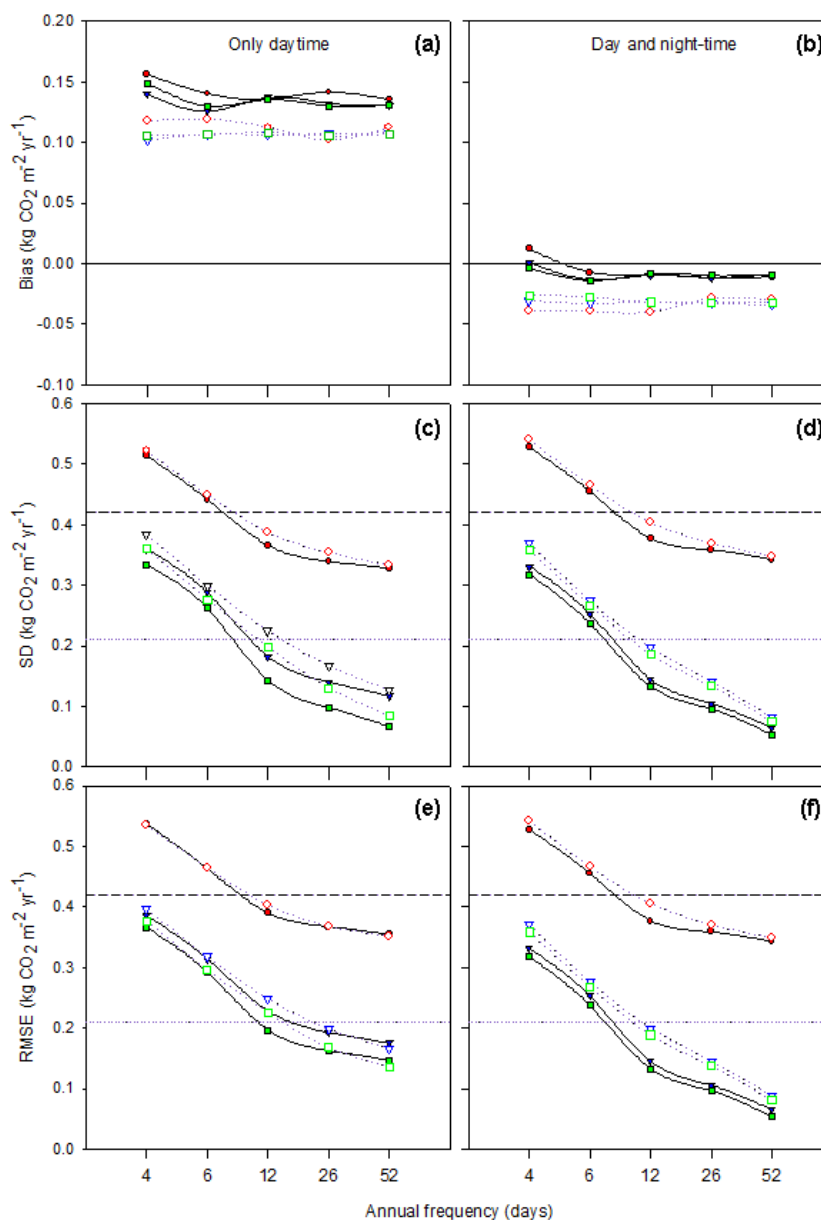 Only daytime
(a)
Day and night-time
(b)
0.20
0.15
0.10
0.05
0.00
-0.05
-0.10
Bias (kg CO2 m-2 yr-1)
(c)
(d)
0.6
0.5
0.4
0.3
0.2
0.1
0.0
SD (kg CO2 m-2 yr-1)
(e)
(f)
0.6
0.5
0.4
0.3
0.2
0.1
0.0
RMSE (kg CO2 m-2 yr-1)
4 6 12 26 52
4 6 12 26 52
Annual frequency (days)
Annual frequency (days)